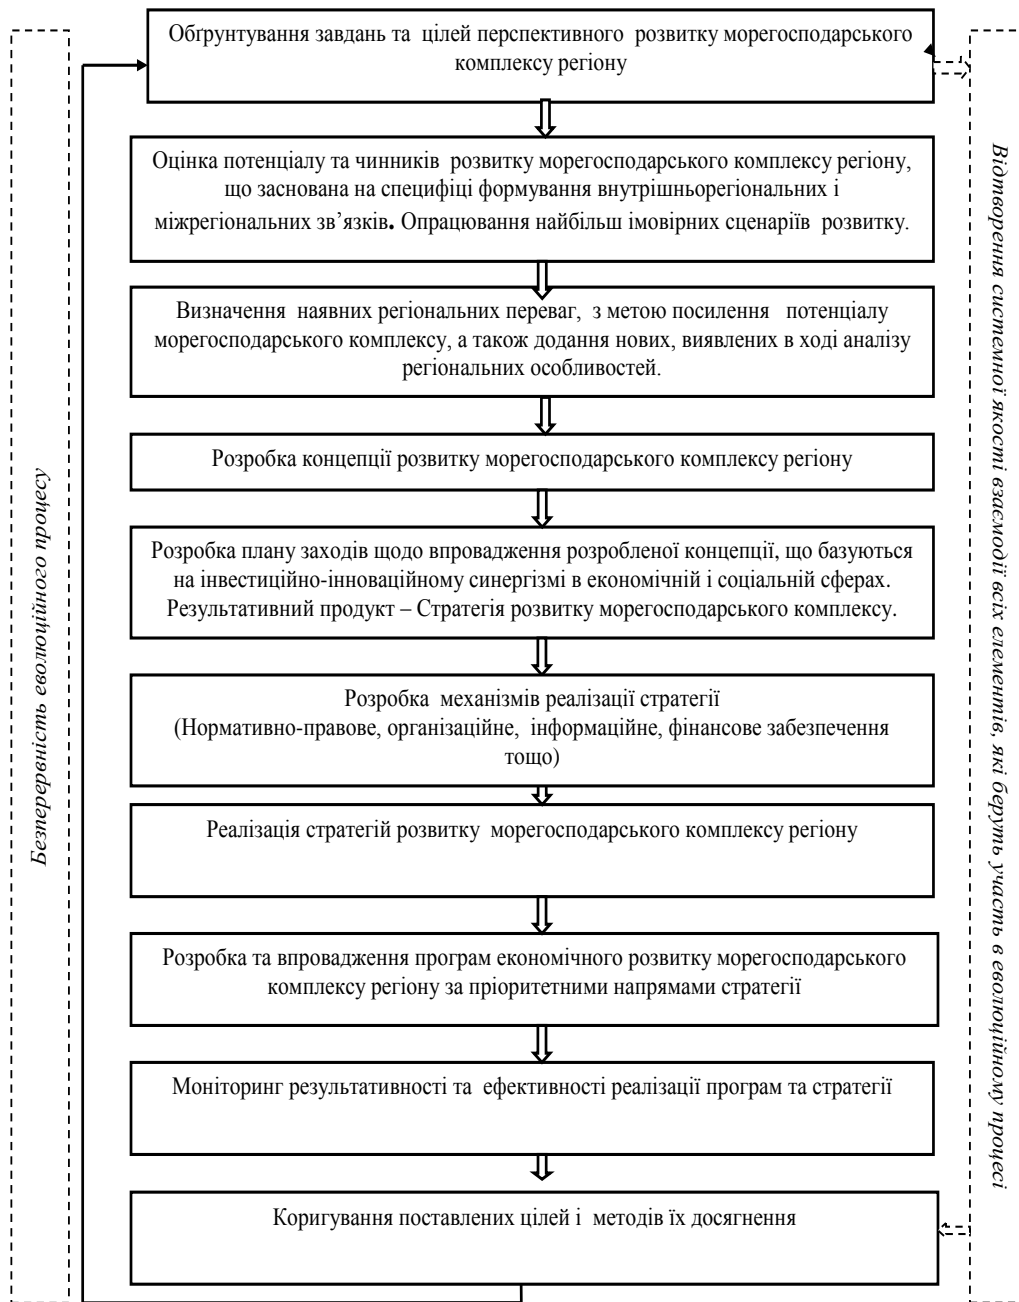 Обґрунтування завдань та цілей перспективного розвитку морегосподарського
комплексу регіону
Оцінка потенціалу та чинників розвитку морегосподарського комплексу регіону,
що заснована на специфіці формування внутрішньорегіональних і
міжрегіональних зв’язків. Опрацювання найбільш імовірних сценаріїв розвитку.
Визначення наявних регіональних переваг, з метою посилення потенціалу
морегосподарського комплексу, а також додання нових, виявлених в ході аналізу
регіональних особливостей.
Розробка концепції розвитку морегосподарського комплексу регіону
Розробка плану заходів щодо впровадження розробленої концепції, що базуються
на інвестиційно-інноваційному синергізмі в економічній і соціальній сферах.
Результативний продукт – Стратегія розвитку морегосподарського комплексу.
Розробка механізмів реалізації стратегії
(Нормативно-правове, організаційне, інформаційне, фінансове забезпечення
тощо)
Реалізація стратегій розвитку морегосподарського комплексу регіону
Розробка та впровадження програм економічного розвитку морегосподарського
комплексу регіону за пріоритетними напрямами стратегії
Моніторинг результативності та ефективності реалізації програм та стратегії
Коригування поставлених цілей і методів їх досягнення
Безперервність еволюційного процесу
Відтворення системної якості взаємодії всіх елементів, які беруть участь в еволюційному процесі